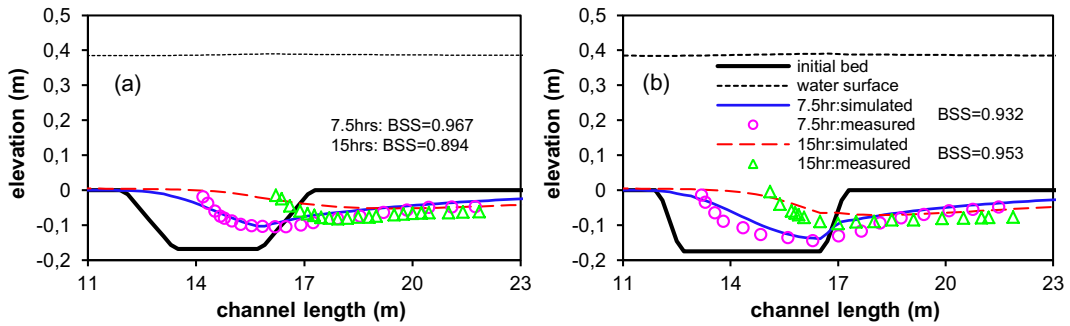 0,5
0,4
0,3
0,2
0,1
0
-0,1
-0,2
elevation (m)
(a)
7.5hrs: BSS=0.967
15hrs: BSS=0.894
11 14 17 20 23
channel length (m)
0,5
0,4
0,3
0,2
0,1
0
-0,1
-0,2
elevation (m)
(b)
initial bed
water surface
7.5hr:simulated
7.5hr:measured
15hr:simulated
15hr:measured
BSS=0.932
BSS=0.953
11 14 17 20 23
channel length (m)